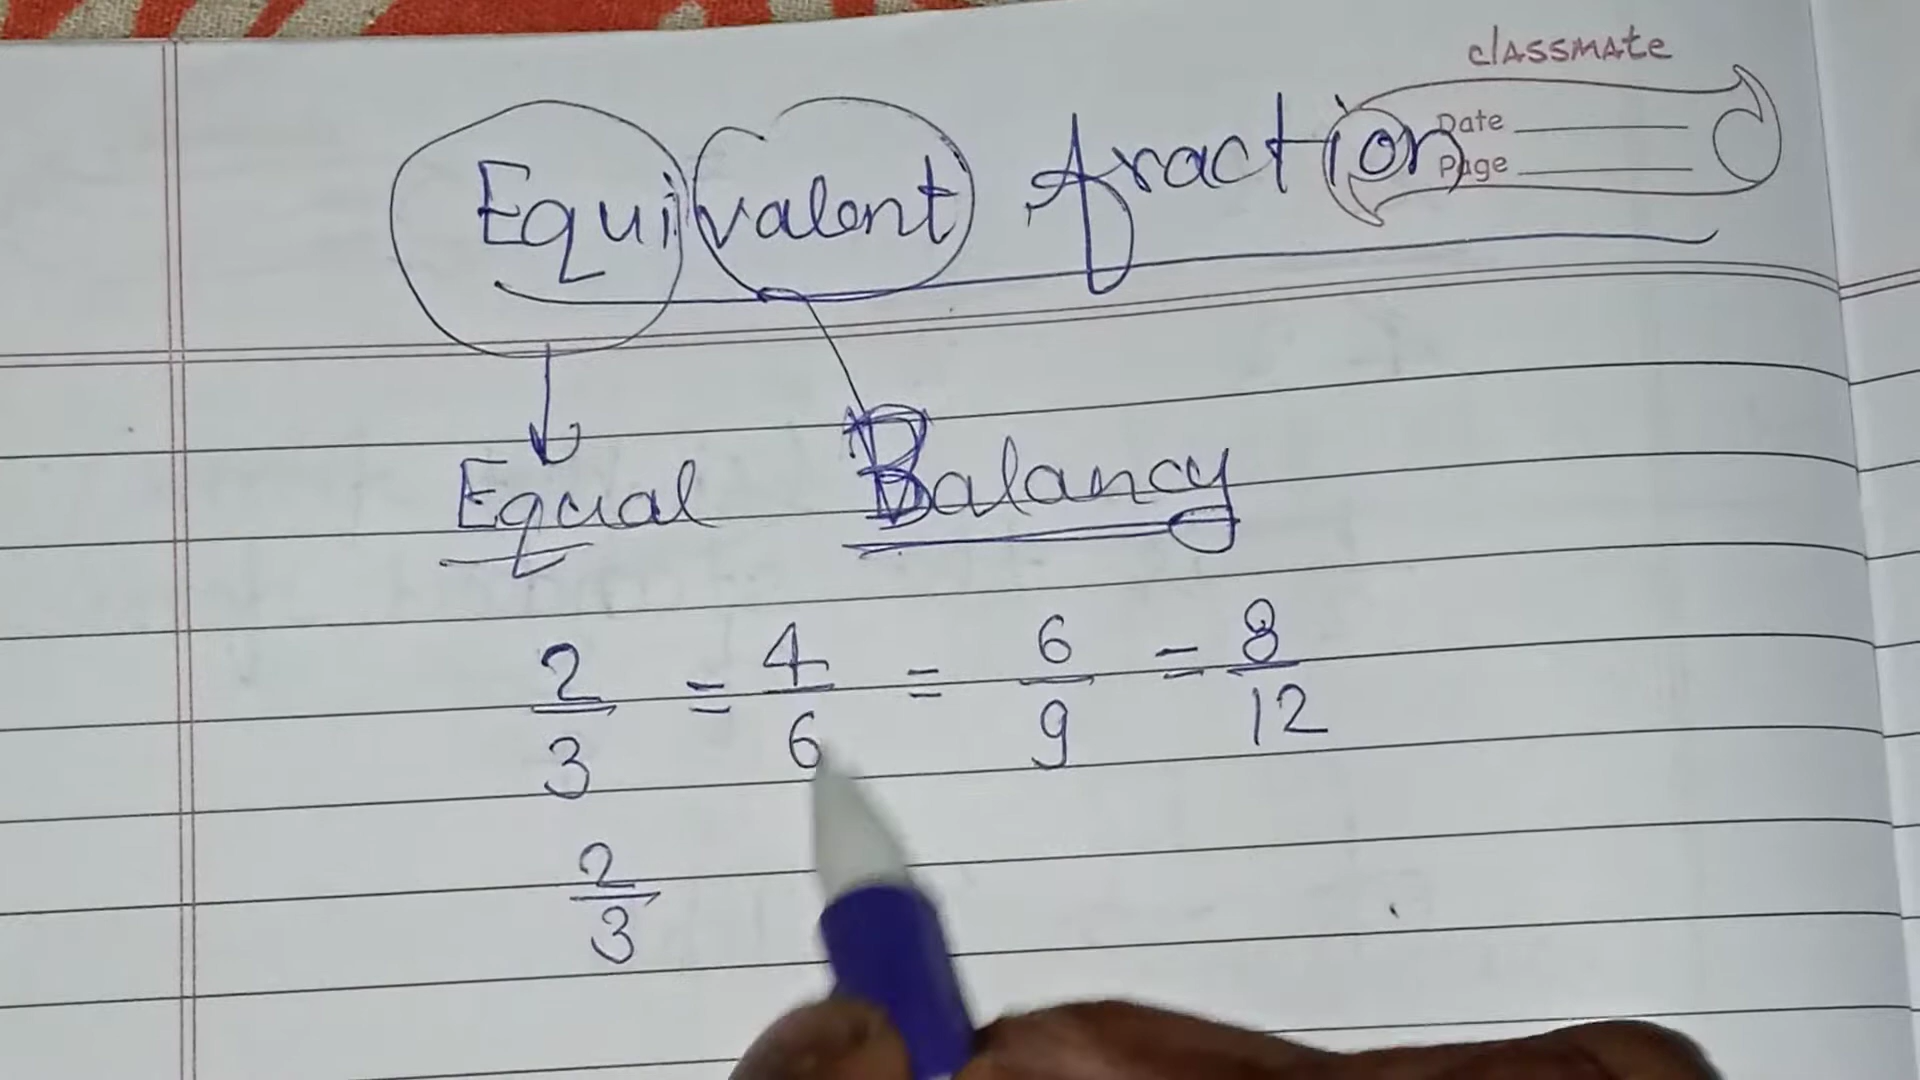 classmate
Date
Page
Equivalent fraction
Equal Balancy
2/3 = 4/6 = 6/9 = 8/12
2/3